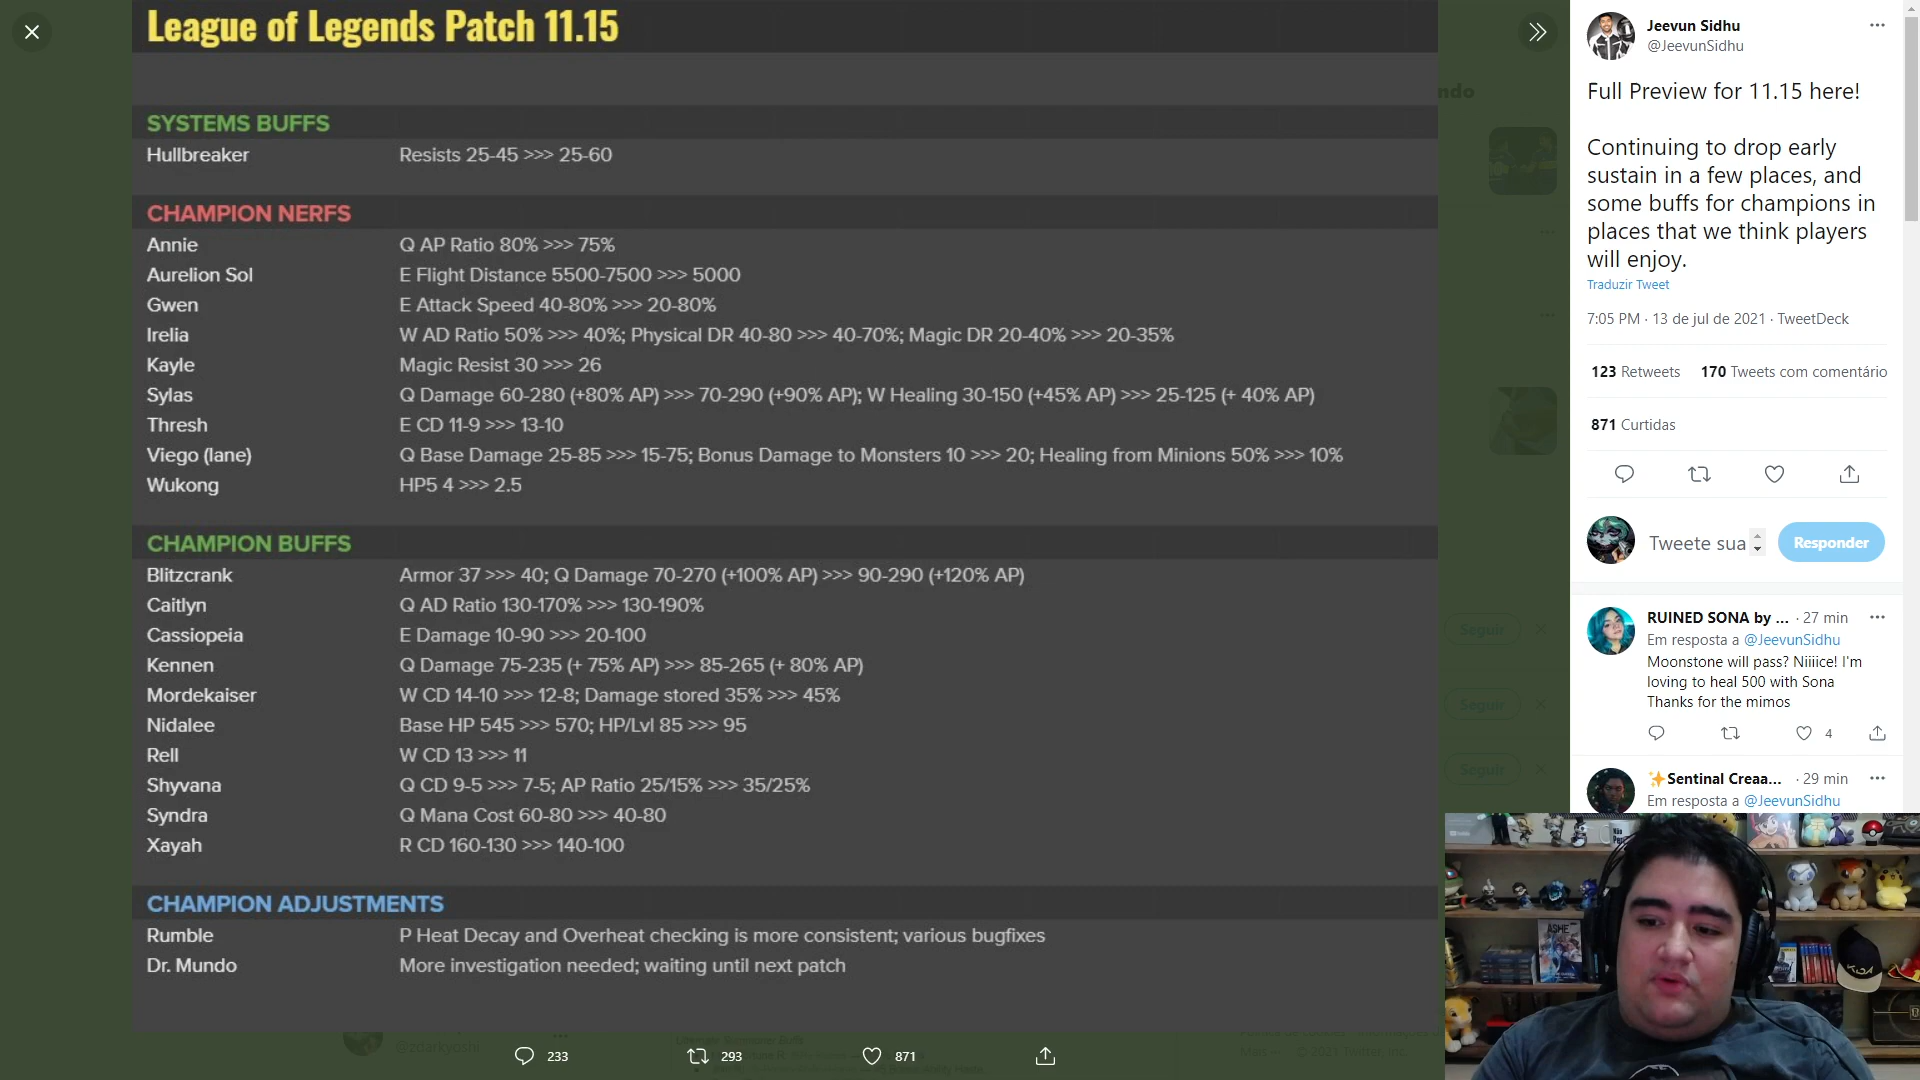 League of Legends Patch 11.15
SYSTEMS BUFFS
Hullbreaker Resists 25-45 >>> 25-60
CHAMPION NERFS
Annie Q AP Ratio 80% >>> 75%
Aurelion Sol E Flight Distance 5500-7500 >>> 5000
Gwen E Attack Speed 40-80% >>> 20-80%
Irelia W AD Ratio 50% >>> 40%; Physical DR 40-80 >>> 40-70%; Magic DR 20-40% >>> 20-35%
Kayle Magic Resist 30 >>> 26
Sylas Q Damage 60-280 (+80% AP) >>> 70-290 (+90% AP); W Healing 30-150 (+45% AP) >>> 25-125 (+ 40% AP)
Thresh E CD 11-9 >>> 13-10
Viego (lane) Q Base Damage 25-85 >>> 15-75; Bonus Damage to Monsters 10 >>> 20; Healing from Minions 50% >>> 10%
Wukong HP5 4 >>> 2.5
CHAMPION BUFFS
Blitzcrank Armor 37 >>> 40; Q Damage 70-270 (+100% AP) >>> 90-290 (+120% AP)
Caitlyn Q AD Ratio 130-170% >>> 130-190%
Cassiopeia E Damage 10-90 >>> 20-100
Kennen Q Damage 75-235 (+ 75% AP) >>> 85-265 (+ 80% AP)
Mordekaiser W CD 14-10 >>> 12-8; Damage stored 35% >>> 45%
Nidalee Base HP 545 >>> 570; HP/Lvl 85 >>> 95
Rell W CD 13 >>> 11
Shyvana Q CD 9-5 >>> 7-5; AP Ratio 25/15% >>> 35/25%
Syndra Q Mana Cost 60-80 >>> 40-80
Xayah R CD 160-130 >>> 140-100
CHAMPION ADJUSTMENTS
Rumble P Heat Decay and Overheat checking is more consistent; various bugfixes
Dr. Mundo More investigation needed; waiting until next patch
@zdarkyoshi
233 293 871
ndo
Seguir
Seguir
Seguir
© 2021 Twitter, Inc.
Jeevun Sidhu
@JeevunSidhu
Full Preview for 11.15 here!
Continuing to drop early
sustain in a few places, and
some buffs for champions in
places that we think players
will enjoy.
Traduzir Tweet
7:05 PM · 13 de jul de 2021 · TweetDeck
123 Retweets 170 Tweets com comentário
871 Curtidas
Tweete sua Responder
RUINED SONA by ... · 27 min
Em resposta a @JeevunSidhu
Moonstone will pass? Niiiice! I'm
loving to heal 500 with Sona
Thanks for the mimos
4
✨Sentinal Creaa... · 29 min
Em resposta a @JeevunSidhu
ASHE